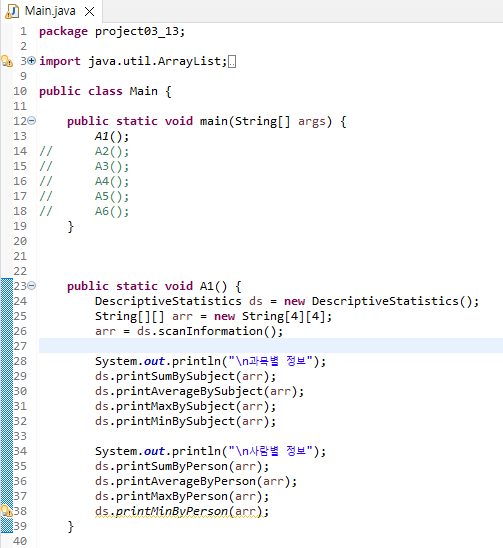 Main.java
1 package project03_13;
2
3 import java.util.ArrayList;
9
10 public class Main {
11
12 public static void main(String[] args) {
13 A1();
14 // A2();
15 // A3();
16 // A4();
17 // A5();
18 // A6();
19 }
20
21
22
23 public static void A1() {
24 DescriptiveStatistics ds = new DescriptiveStatistics();
25 String[][] arr = new String[4][4];
26 arr = ds.scanInformation();
27
28 System.out.println("\n과목별 정보");
29 ds.printSumBySubject(arr);
30 ds.printAverageBySubject(arr);
31 ds.printMaxBySubject(arr);
32 ds.printMinBySubject(arr);
33
34 System.out.println("\n사람별 정보");
35 ds.printSumByPerson(arr);
36 ds.printAverageByPerson(arr);
37 ds.printMaxByPerson(arr);
38 ds.printMinByPerson(arr);
39 }
40